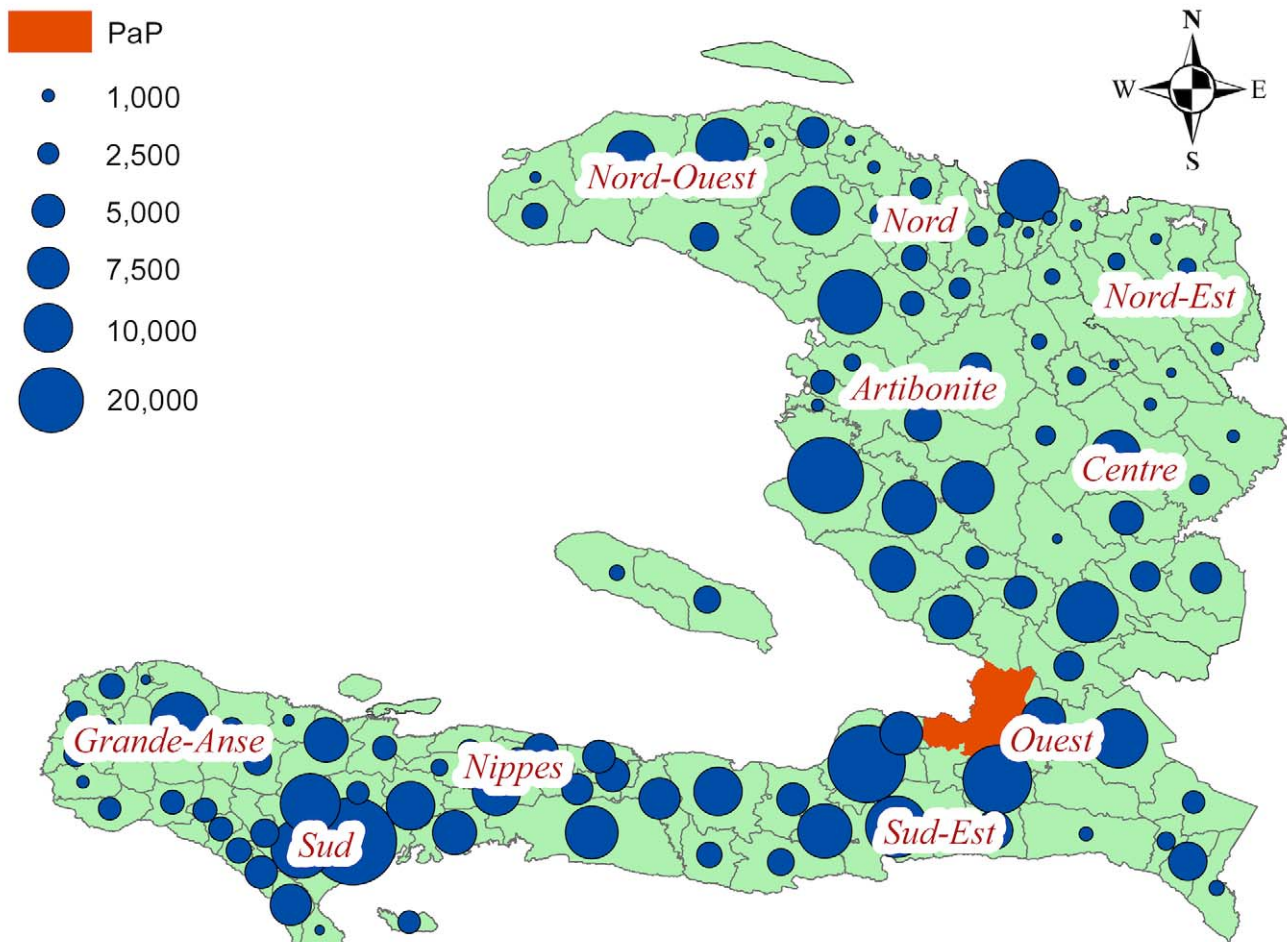 PaP
1,000
2,500
5,000
7,500
10,000
20,000
N
W
E
S
Nord-Ouest
Nord
Nord-Est
Artibonite
Centre
Grande-Anse
Nippes
Ouest
Sud
Sud-Est